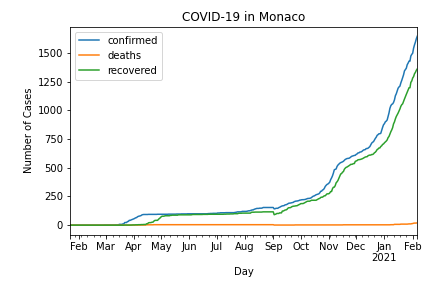 COVID-19 in Monaco
confirmed
deaths
recovered
Number of Cases
1500
1250
1000
750
500
250
0
Feb Mar Apr May Jun Jul Aug Sep Oct Nov Dec Jan Feb
2021
Day